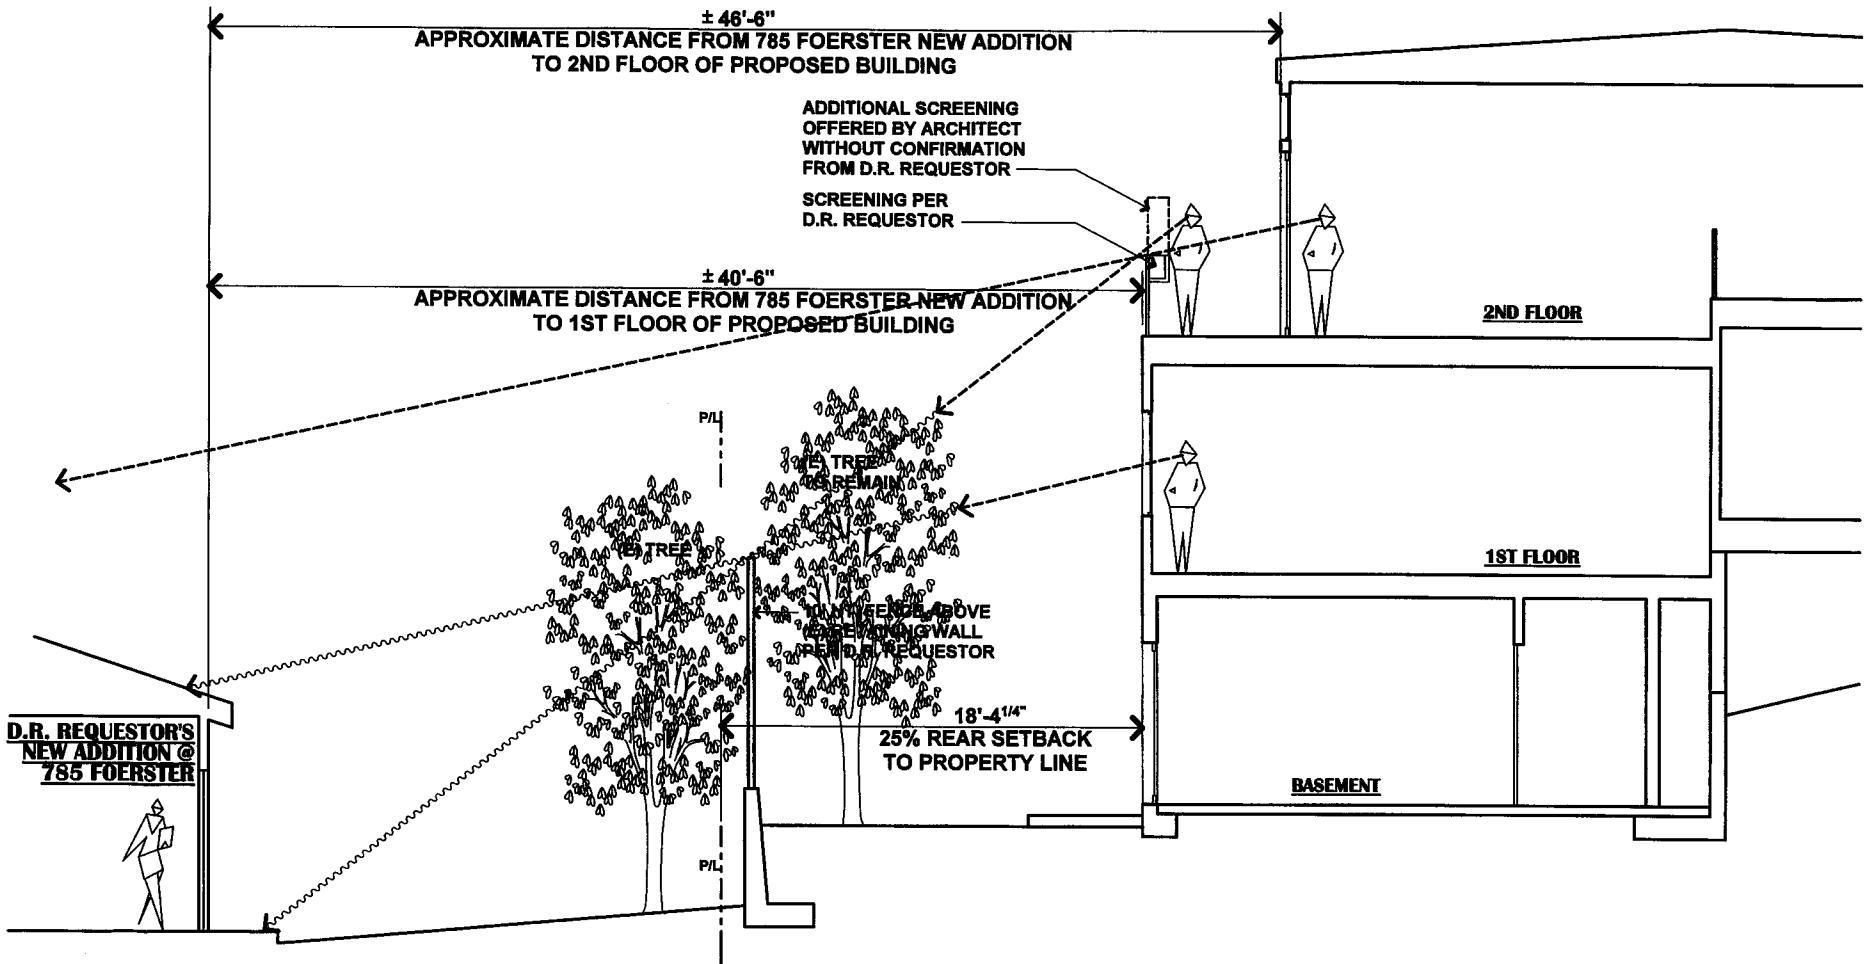 ± 46'-6"
APPROXIMATE DISTANCE FROM 785 FOERSTER NEW ADDITION
TO 2ND FLOOR OF PROPOSED BUILDING
ADDITIONAL SCREENING
OFFERED BY ARCHITECT
WITHOUT CONFIRMATION
FROM D.R. REQUESTOR
SCREENING PER
D.R. REQUESTOR
± 40'-6"
APPROXIMATE DISTANCE FROM 785 FOERSTER NEW ADDITION
TO 1ST FLOOR OF PROPOSED BUILDING
2ND FLOOR
P/L
(E) TREE
TO REMAIN
(E) TREE
1ST FLOOR
FENCE ABOVE
(E) RETAINING WALL
PER D.R. REQUESTOR
18'-4 1/4"
25% REAR SETBACK
TO PROPERTY LINE
D.R. REQUESTOR'S
NEW ADDITION @
785 FOERSTER
BASEMENT
P/L